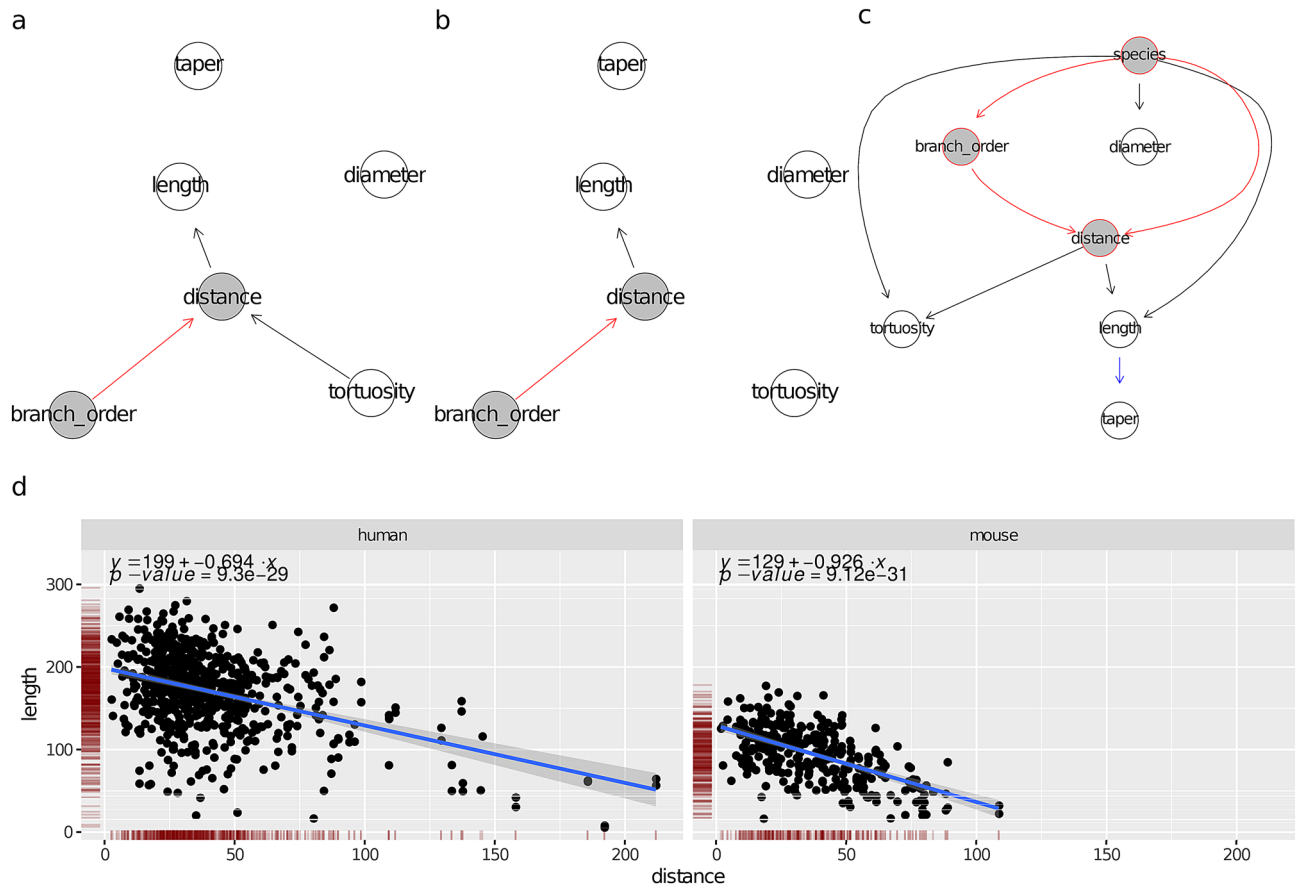 a
taper
length
diameter
distance
branch_order
tortuosity
b
taper
length
diameter
distance
branch_order
tortuosity
c
species
branch_order
diameter
distance
tortuosity
length
taper
d
human
mouse
y = 199 + −0.694 ·x
p −value = 9.3e−29
y = 129 + −0.926 ·x
p −value = 9.12e−31
length
300
200
100
0
0 50 100 150 200
0 50 100 150 200
distance